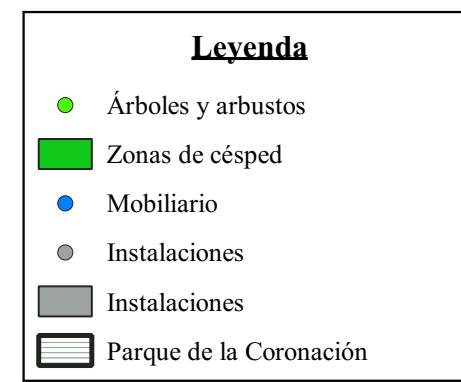 Leyenda
Árboles y arbustos
Zonas de césped
Mobiliario
Instalaciones
Instalaciones
Parque de la Coronación